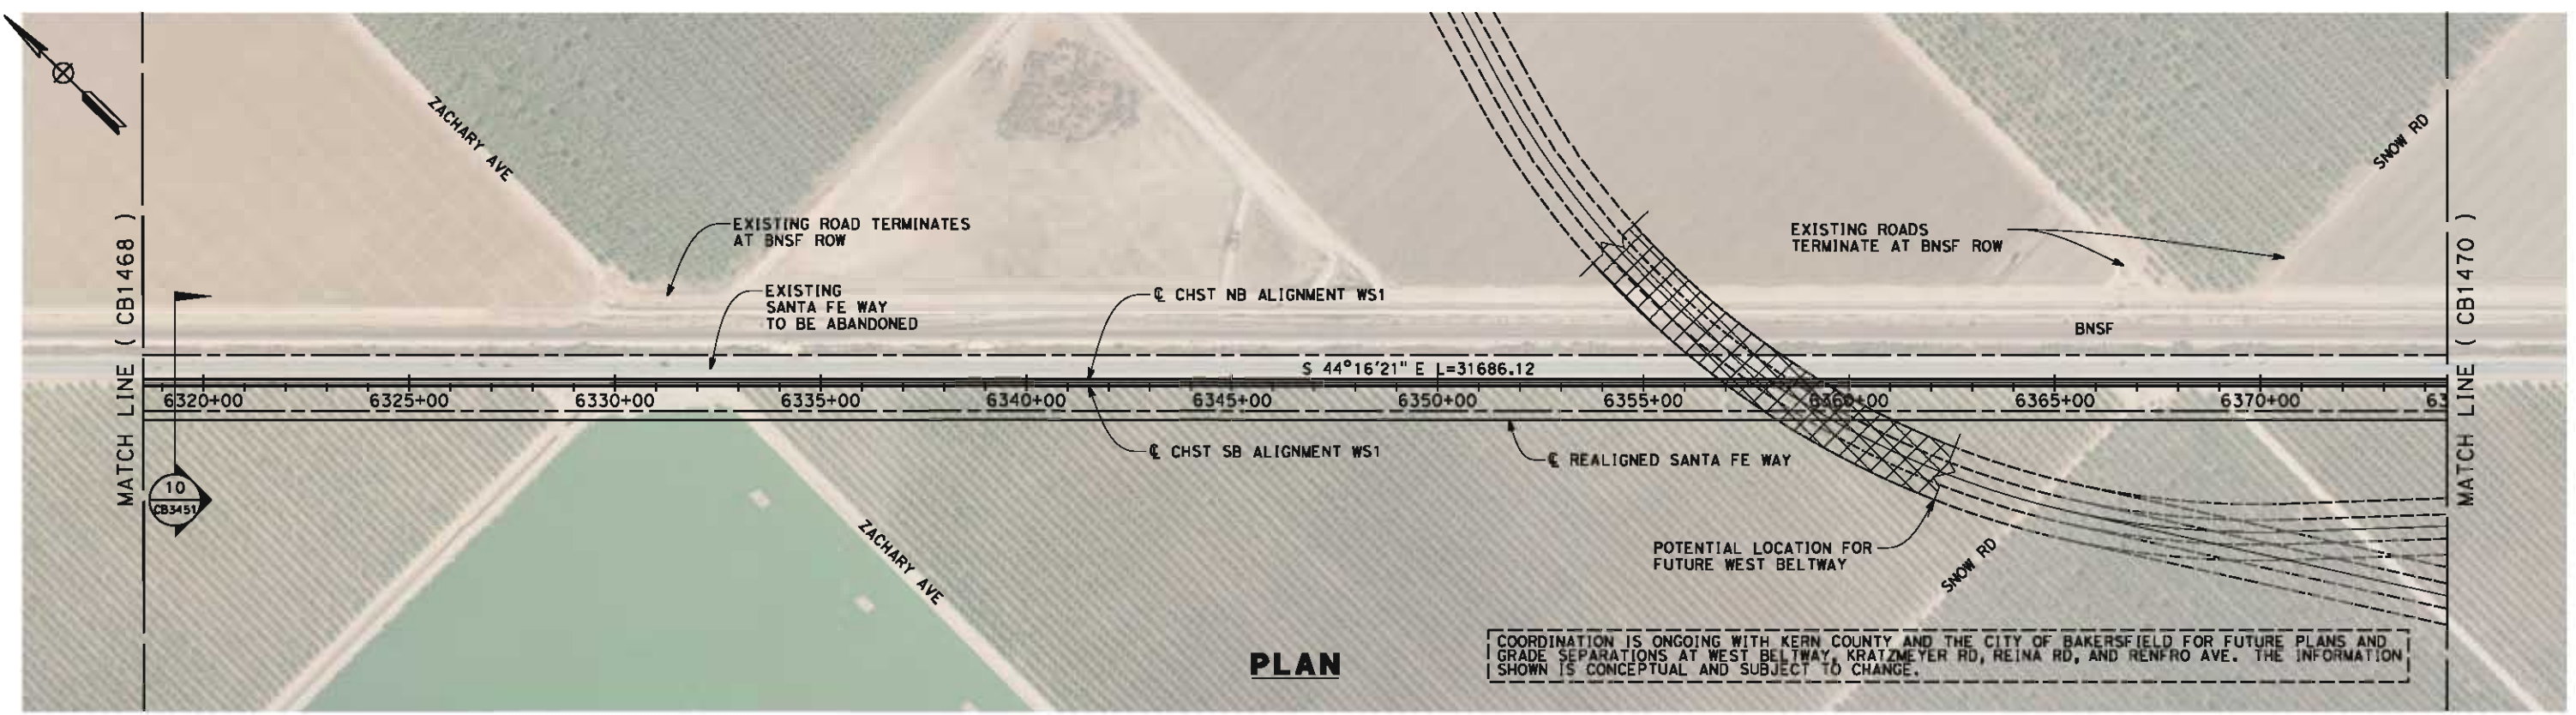 ZACHARY AVE
SNOW RD
EXISTING ROAD TERMINATES
AT BNSF ROW
EXISTING ROADS
TERMINATE AT BNSF ROW
MATCH LINE ( CB1468 )
EXISTING
SANTA FE WAY
TO BE ABANDONED
℄ CHST NB ALIGNMENT WS1
BNSF
MATCH LINE ( CB1470 )
S 44°16'21" E L=31686.12
6320+00 6325+00 6330+00 6335+00 6340+00 6345+00 6350+00 6355+00 6360+00 6365+00 6370+00 63
℄ CHST SB ALIGNMENT WS1
℄ REALIGNED SANTA FE WAY
10
CB3451
ZACHARY AVE
POTENTIAL LOCATION FOR
FUTURE WEST BELTWAY
SNOW RD
PLAN
COORDINATION IS ONGOING WITH KERN COUNTY AND THE CITY OF BAKERSFIELD FOR FUTURE PLANS AND
GRADE SEPARATIONS AT WEST BELTWAY, KRATZMEYER RD, REINA RD, AND RENFRO AVE. THE INFORMATION
SHOWN IS CONCEPTUAL AND SUBJECT TO CHANGE.